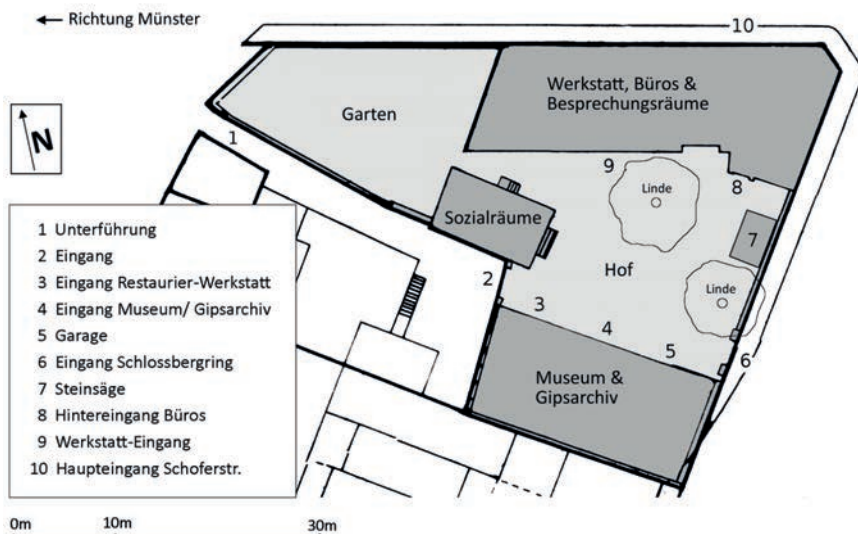 ← Richtung Münster
10
Werkstatt, Büros &
Besprechungsräume
Garten
1
N
9
Linde
8
Sozialräume
7
Hof
2
Linde
3
4
5
6
Museum &
Gipsarchiv
1 Unterführung
2 Eingang
3 Eingang Restaurier-Werkstatt
4 Eingang Museum/ Gipsarchiv
5 Garage
6 Eingang Schlossbergring
7 Steinsäge
8 Hintereingang Büros
9 Werkstatt-Eingang
10 Haupteingang Schoferstr.
0m 10m 30m